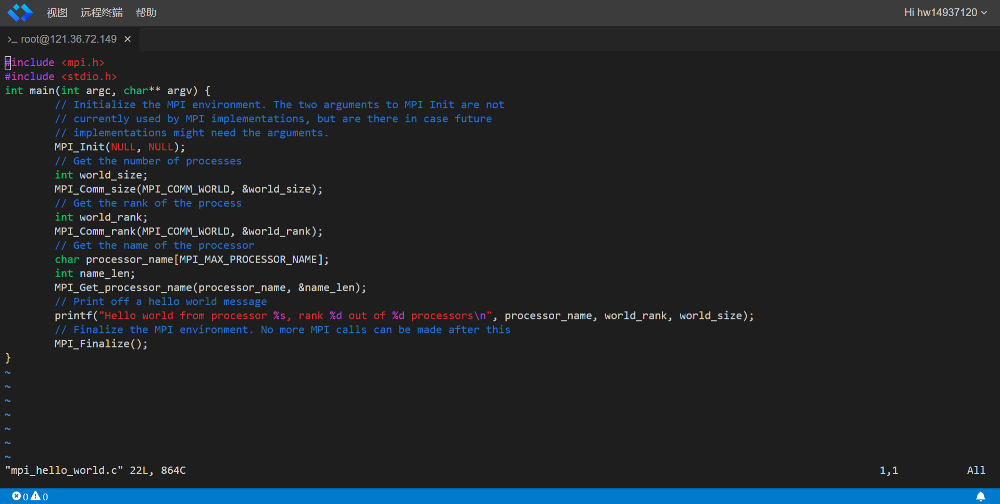 视图 远程终端 帮助 Hi hw14937120
>_ root@121.36.72.149 ×
#include <mpi.h>
#include <stdio.h>
int main(int argc, char** argv) {
        // Initialize the MPI environment. The two arguments to MPI Init are not
        // currently used by MPI implementations, but are there in case future
        // implementations might need the arguments.
        MPI_Init(NULL, NULL);
        // Get the number of processes
        int world_size;
        MPI_Comm_size(MPI_COMM_WORLD, &world_size);
        // Get the rank of the process
        int world_rank;
        MPI_Comm_rank(MPI_COMM_WORLD, &world_rank);
        // Get the name of the processor
        char processor_name[MPI_MAX_PROCESSOR_NAME];
        int name_len;
        MPI_Get_processor_name(processor_name, &name_len);
        // Print off a hello world message
        printf("Hello world from processor %s, rank %d out of %d processors\n", processor_name, world_rank, world_size);
        // Finalize the MPI environment. No more MPI calls can be made after this
        MPI_Finalize();
}
~
~
~
~
~
~
~
"mpi_hello_world.c" 22L, 864C 1,1 All
0 0